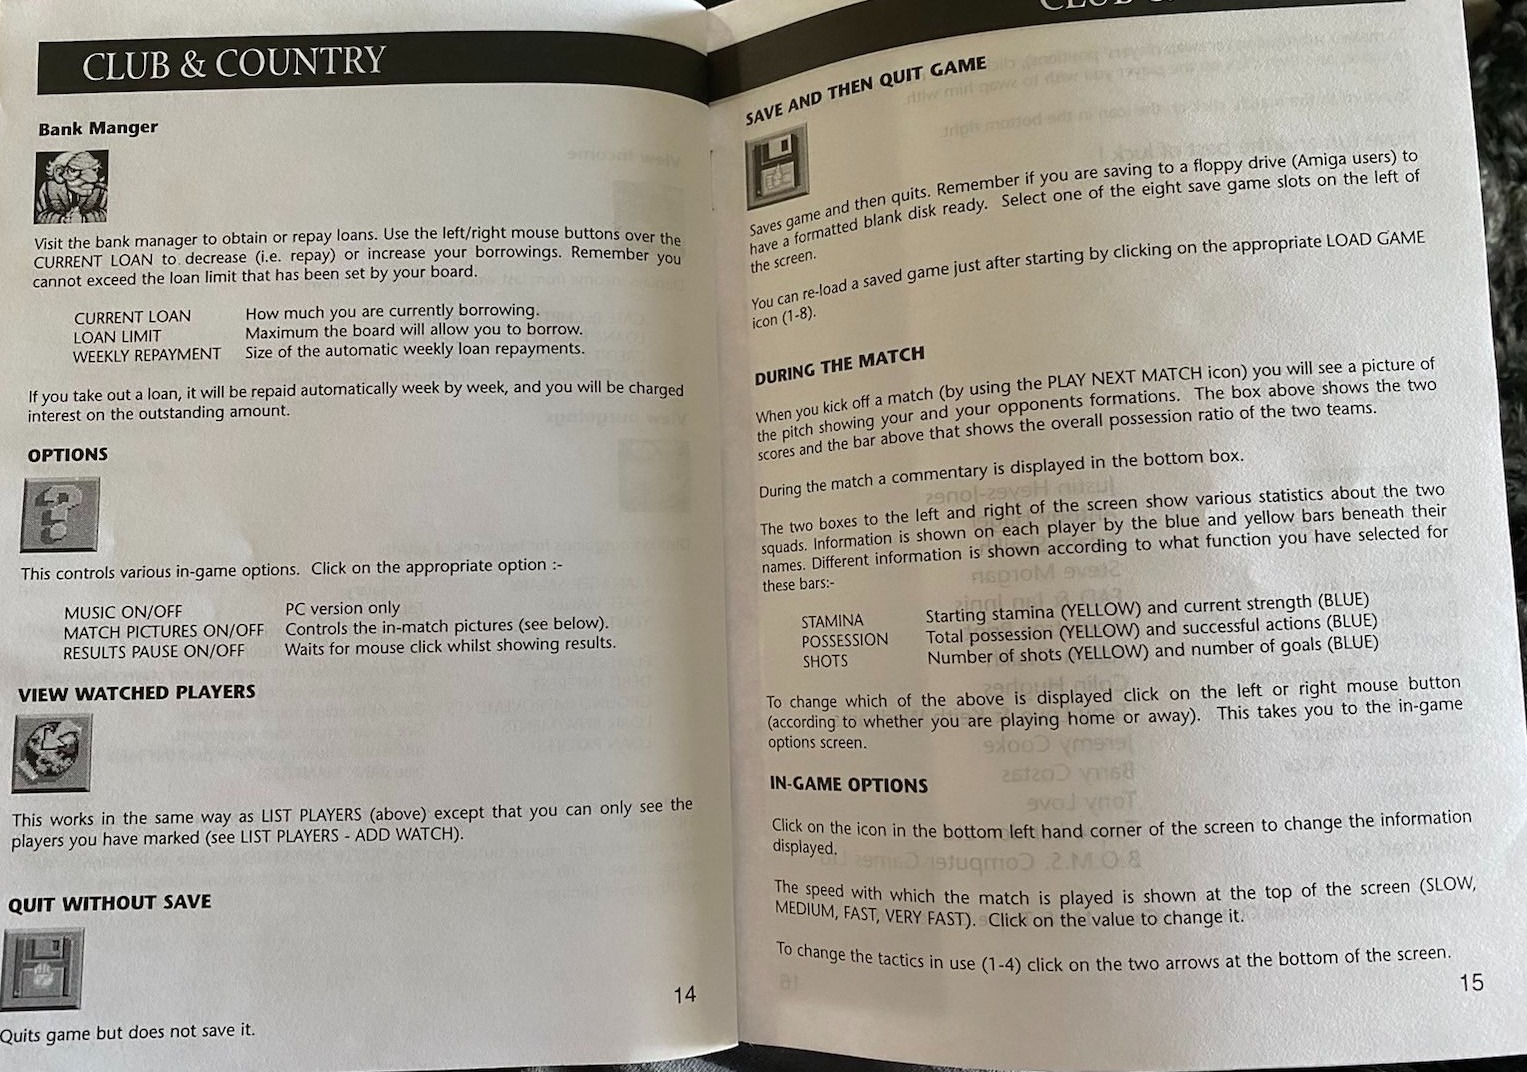 CLUB & COUNTRY
Bank Manger
Visit the bank manager to obtain or repay loans. Use the left/right mouse buttons over the
CURRENT LOAN to decrease (i.e. repay) or increase your borrowings. Remember you
cannot exceed the loan limit that has been set by your board.
CURRENT LOAN How much you are currently borrowing.
LOAN LIMIT Maximum the board will allow you to borrow.
WEEKLY REPAYMENT Size of the automatic weekly loan repayments.
If you take out a loan, it will be repaid automatically week by week, and you will be charged
interest on the outstanding amount.
OPTIONS
This controls various in-game options. Click on the appropriate option :-
MUSIC ON/OFF PC version only
MATCH PICTURES ON/OFF Controls the in-match pictures (see below).
RESULTS PAUSE ON/OFF Waits for mouse click whilst showing results.
VIEW WATCHED PLAYERS
This works in the same way as LIST PLAYERS (above) except that you can only see the
players you have marked (see LIST PLAYERS - ADD WATCH).
QUIT WITHOUT SAVE
Quits game but does not save it.
14
SAVE AND THEN QUIT GAME
Saves game and then quits. Remember if you are saving to a floppy drive (Amiga users) to
have a formatted blank disk ready. Select one of the eight save game slots on the left of
the screen.
You can re-load a saved game just after starting by clicking on the appropriate LOAD GAME
icon (1-8).
DURING THE MATCH
When you kick off a match (by using the PLAY NEXT MATCH icon) you will see a picture of
the pitch showing your and your opponents formations. The box above shows the two
scores and the bar above that shows the overall possession ratio of the two teams.
During the match a commentary is displayed in the bottom box.
The two boxes to the left and right of the screen show various statistics about the two
squads. Information is shown on each player by the blue and yellow bars beneath their
names. Different information is shown according to what function you have selected for
these bars:-
STAMINA Starting stamina (YELLOW) and current strength (BLUE)
POSSESSION Total possession (YELLOW) and successful actions (BLUE)
SHOTS Number of shots (YELLOW) and number of goals (BLUE)
To change which of the above is displayed click on the left or right mouse button
(according to whether you are playing home or away). This takes you to the in-game
options screen.
IN-GAME OPTIONS
Click on the icon in the bottom left hand corner of the screen to change the information
displayed.
The speed with which the match is played is shown at the top of the screen (SLOW,
MEDIUM, FAST, VERY FAST). Click on the value to change it.
To change the tactics in use (1-4) click on the two arrows at the bottom of the screen.
15